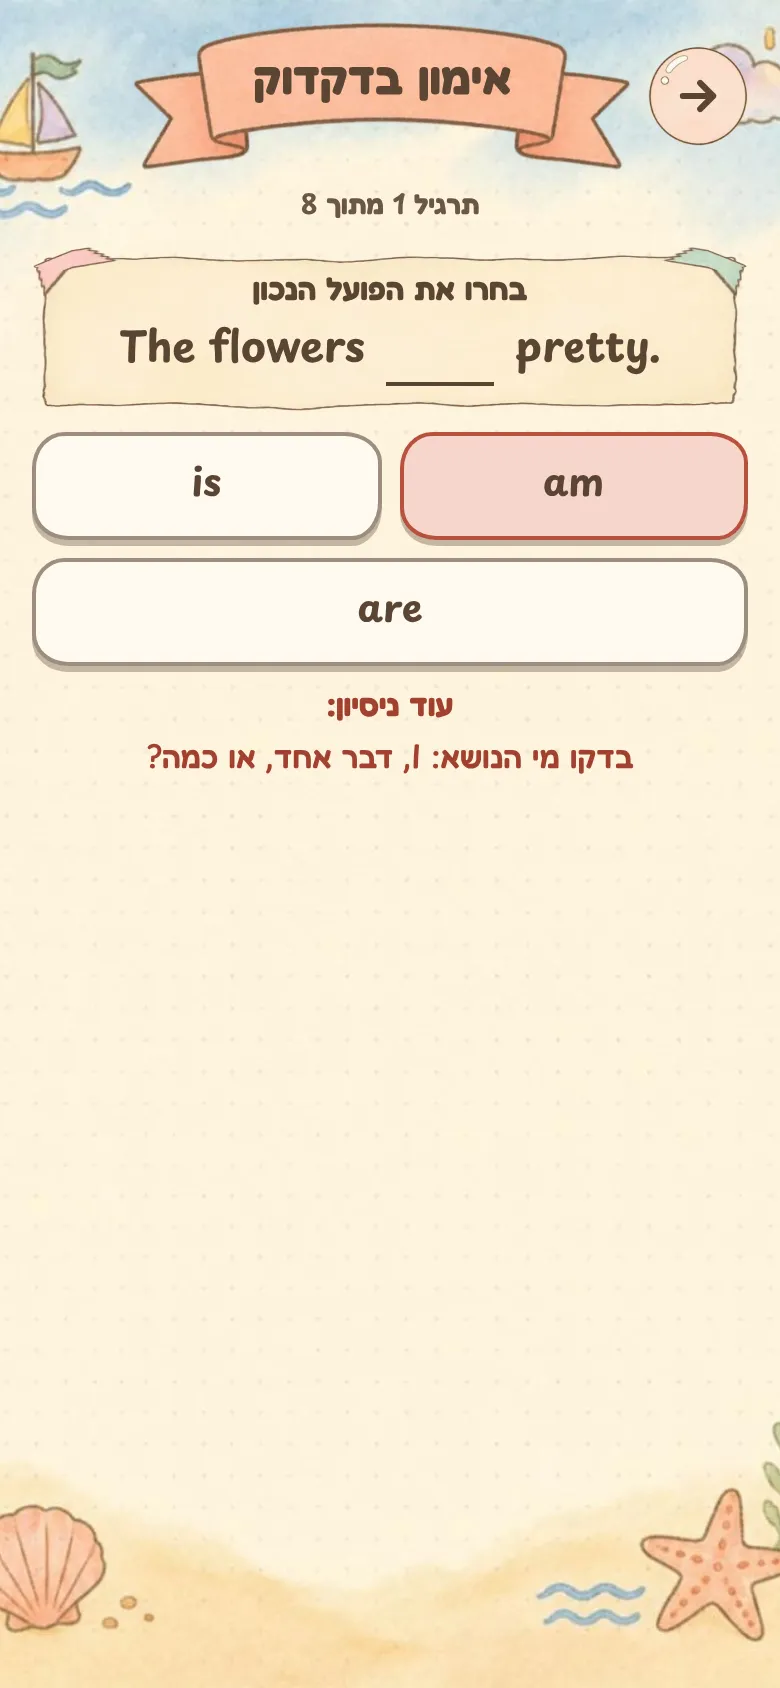 אימון בדקדוק
תרגיל 1 מתוך 8
בחרו את הפועל הנכון
The flowers ____ pretty.
is
am
are
עוד ניסיון:
בדקו מי הנושא: I, דבר אחד, או כמה?